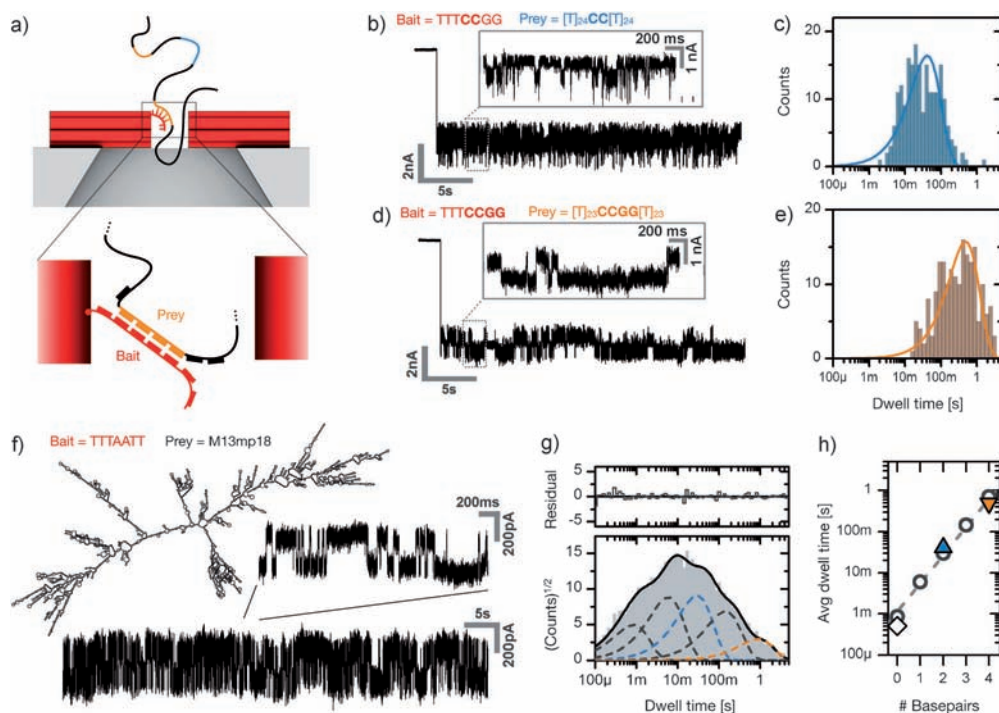 a)
Prey
Bait
b)
Bait = TTTCCGG Prey = [T]24CC[T]24
200 ms
1 nA
2nA
5s
c)
Counts
20
10
0
100µ 1m 10m 100m 1
d)
Bait = TTTCCGG Prey = [T]23CCGG[T]23
200 ms
1 nA
2nA
5s
e)
Counts
20
10
0
100µ 1m 10m 100m 1
Dwell time [s]
f)
Bait = TTTAATT Prey = M13mp18
200ms
200pA
5s
200pA
g)
Residual
5
0
-5
(Counts)1/2
15
10
5
0
100µ 1m 10m 100m 1
Dwell time [s]
h)
Avg dwell time [s]
1
100m
10m
1m
100µ
0 1 2 3 4
# Basepairs